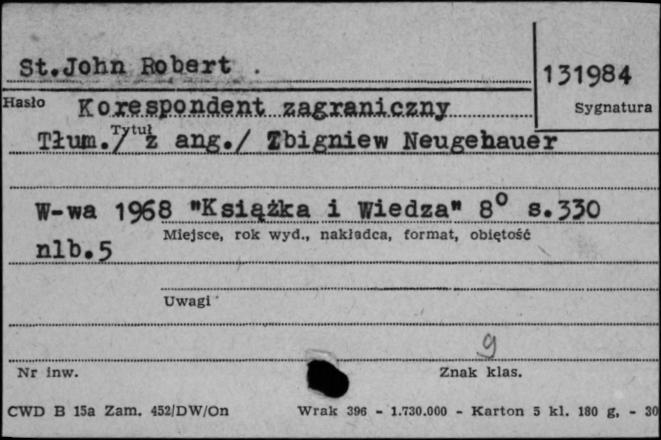 St.John Robert .
131984
Hasło Korespondent zagraniczny
Sygnatura
Tytuł
Tłum./ z ang./ Zbigniew Neugebauer
W-wa 1968 "Książka i Wiedza" 8° s.330
Miejsce, rok wyd., nakładca, format, obiętość
nlb.5
Uwagi
9
Nr inw.
Znak klas.
CWD B 15a Zam. 452/DW/On Wrak 396 - 1.730.000 - Karton 5 kl. 180 g, - 30